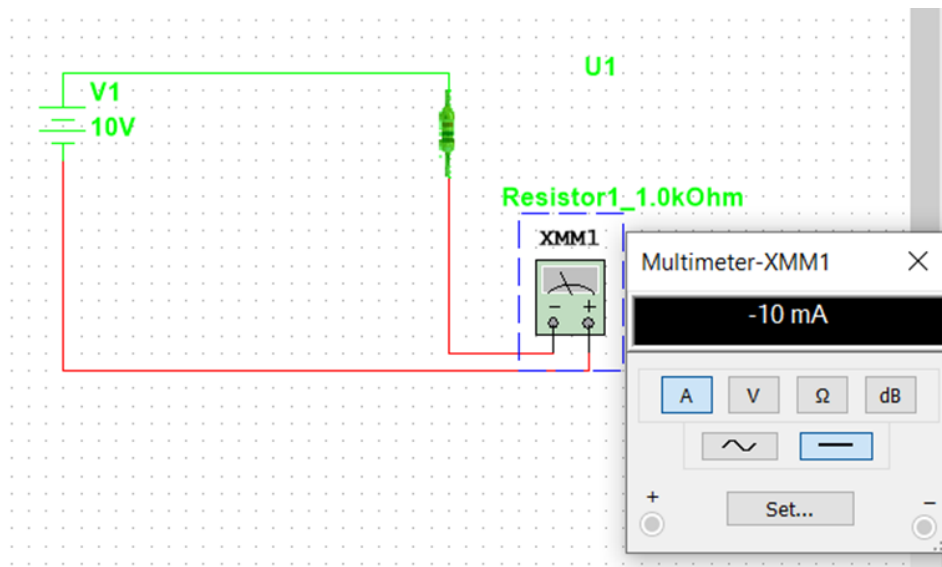 U1
V1
10V
Resistor1_1.0kOhm
XMM1
- +
Multimeter-XMM1
-10 mA
A V Ω dB
+ -
Set...